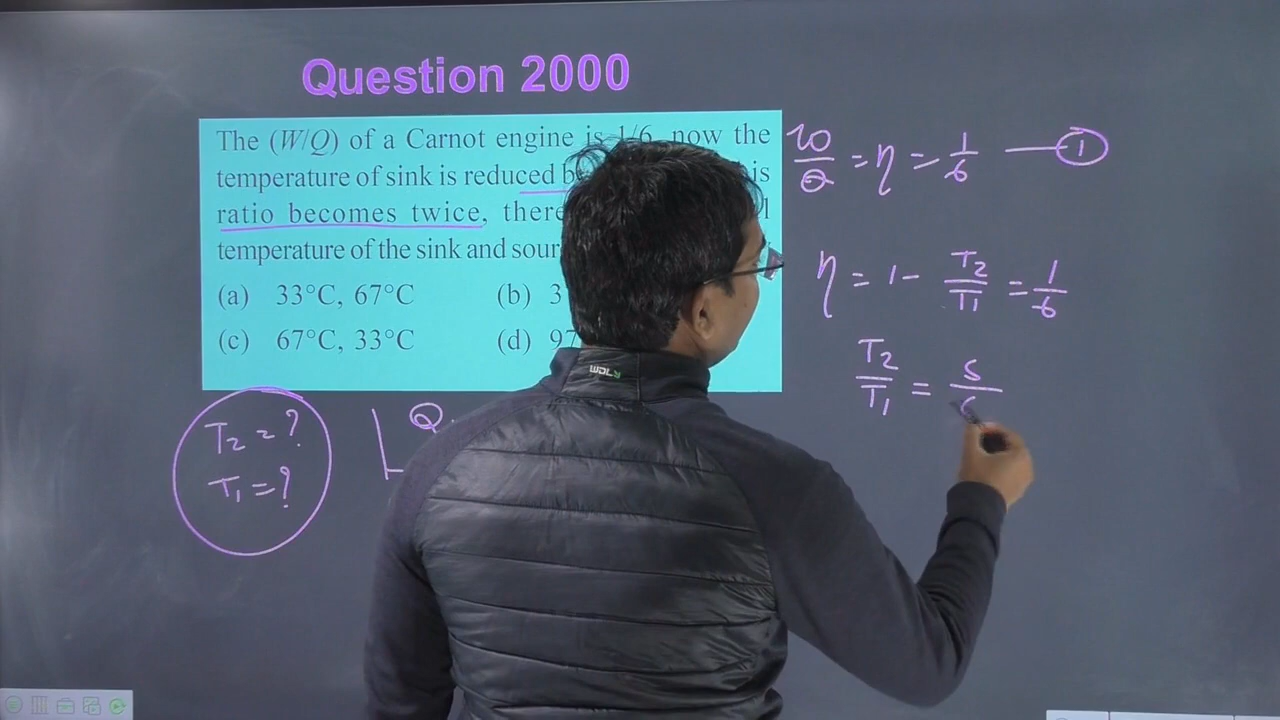 Question 2000
The (W/Q) of a Carnot engine is 1/6, now the
temperature of sink is reduced b is
ratio becomes twice, there l
temperature of the sink and sour
(a) 33°C, 67°C (b) 3
(c) 67°C, 33°C (d) 97
W/Q = η = 1/6 — 1
η = 1 - T2/T1 = 1/6
T2/T1 = 5/6
T2 = ?
T1 = ?
Q
WDLY